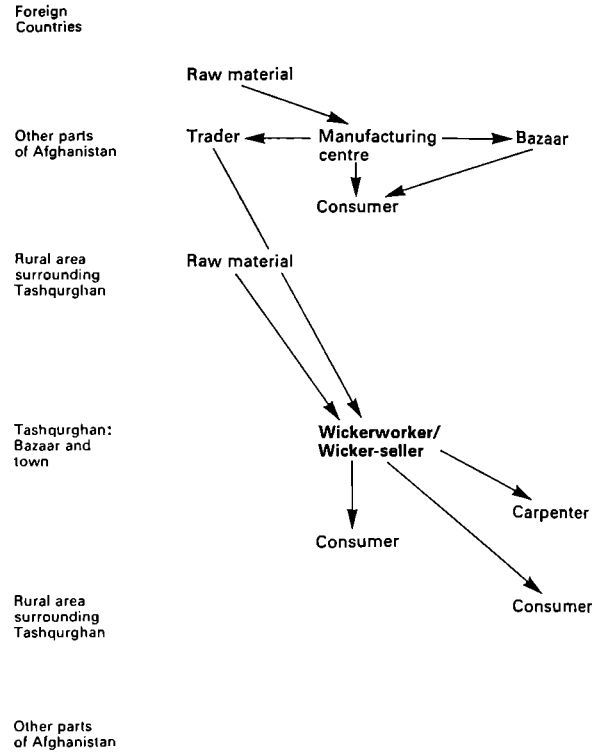 Foreign
Countries
Raw material
Other parts
of Afghanistan
Trader
Manufacturing
centre
Bazaar
Consumer
Rural area
surrounding
Tashqurghan
Raw material
Tashqurghan:
Bazaar and
town
Wickerworker/
Wicker-seller
Carpenter
Consumer
Rural area
surrounding
Tashqurghan
Consumer
Other parts
of Afghanistan